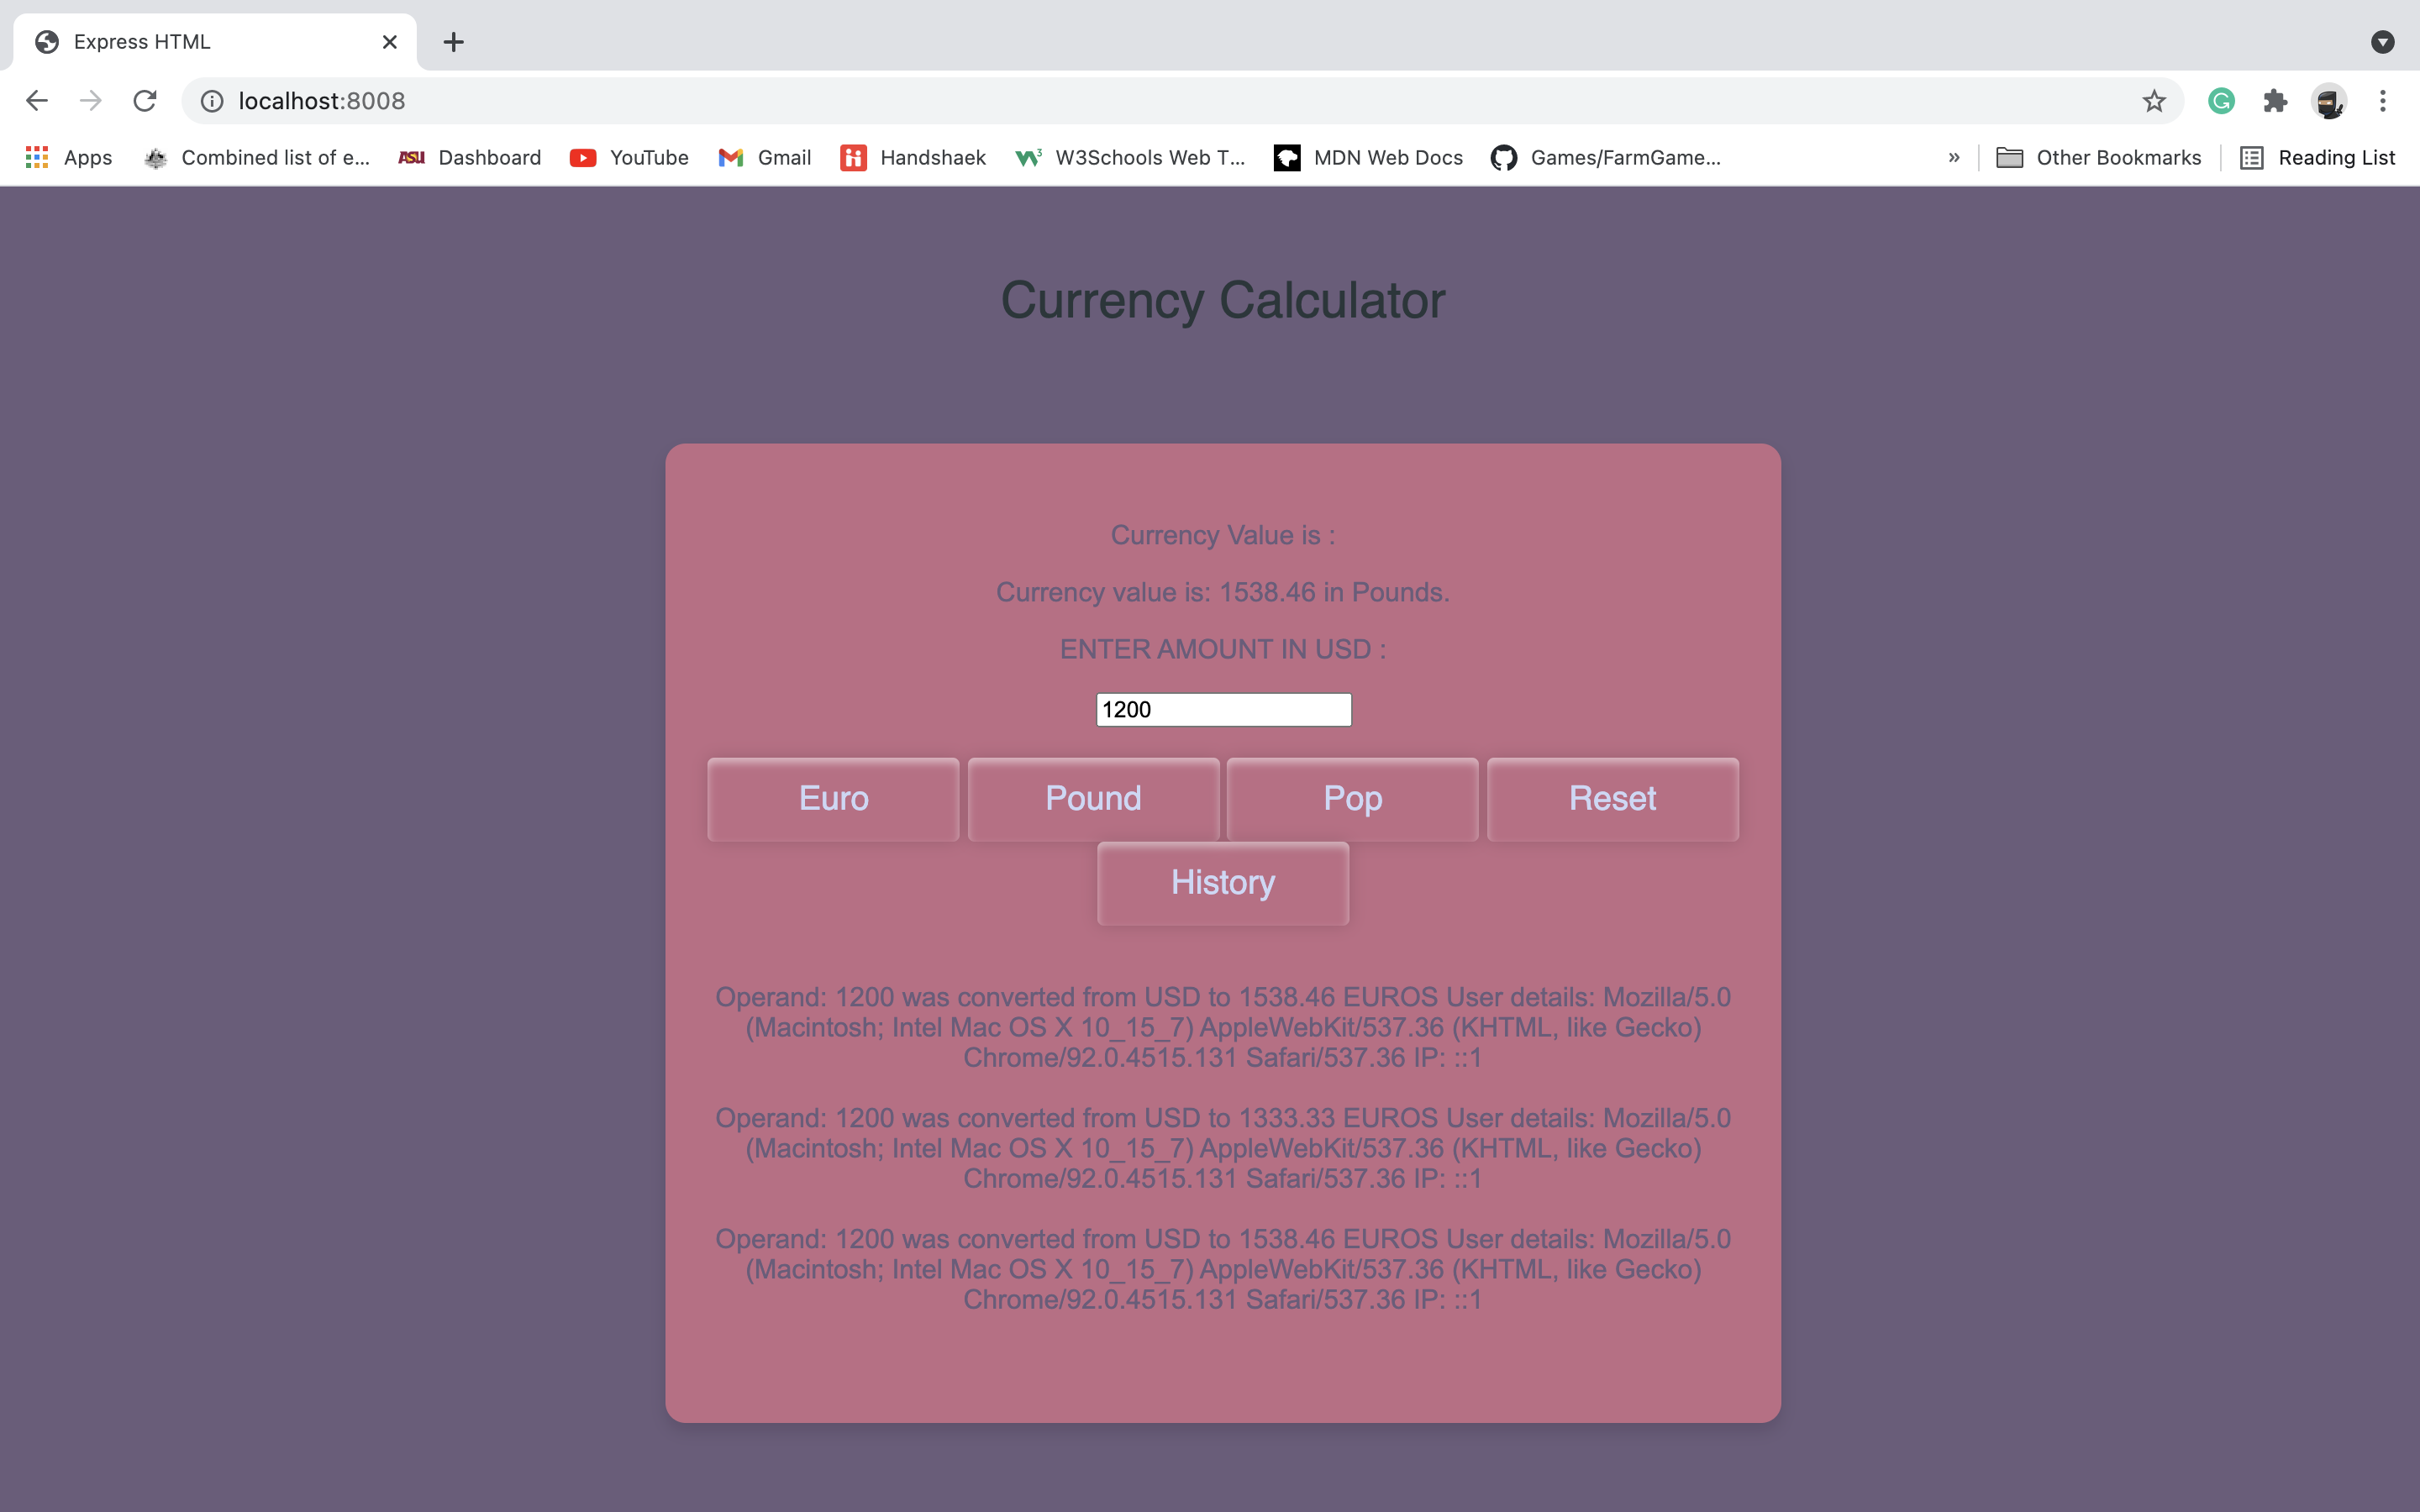 Express HTML
localhost:8008
Apps Combined list of e... ASU Dashboard YouTube Gmail Handshaek W3Schools Web T... MDN Web Docs Games/FarmGame... » Other Bookmarks Reading List
Currency Calculator
Currency Value is :
Currency value is: 1538.46 in Pounds.
ENTER AMOUNT IN USD :
1200
Euro Pound Pop Reset
History
Operand: 1200 was converted from USD to 1538.46 EUROS User details: Mozilla/5.0
(Macintosh; Intel Mac OS X 10_15_7) AppleWebKit/537.36 (KHTML, like Gecko)
Chrome/92.0.4515.131 Safari/537.36 IP: ::1
Operand: 1200 was converted from USD to 1333.33 EUROS User details: Mozilla/5.0
(Macintosh; Intel Mac OS X 10_15_7) AppleWebKit/537.36 (KHTML, like Gecko)
Chrome/92.0.4515.131 Safari/537.36 IP: ::1
Operand: 1200 was converted from USD to 1538.46 EUROS User details: Mozilla/5.0
(Macintosh; Intel Mac OS X 10_15_7) AppleWebKit/537.36 (KHTML, like Gecko)
Chrome/92.0.4515.131 Safari/537.36 IP: ::1